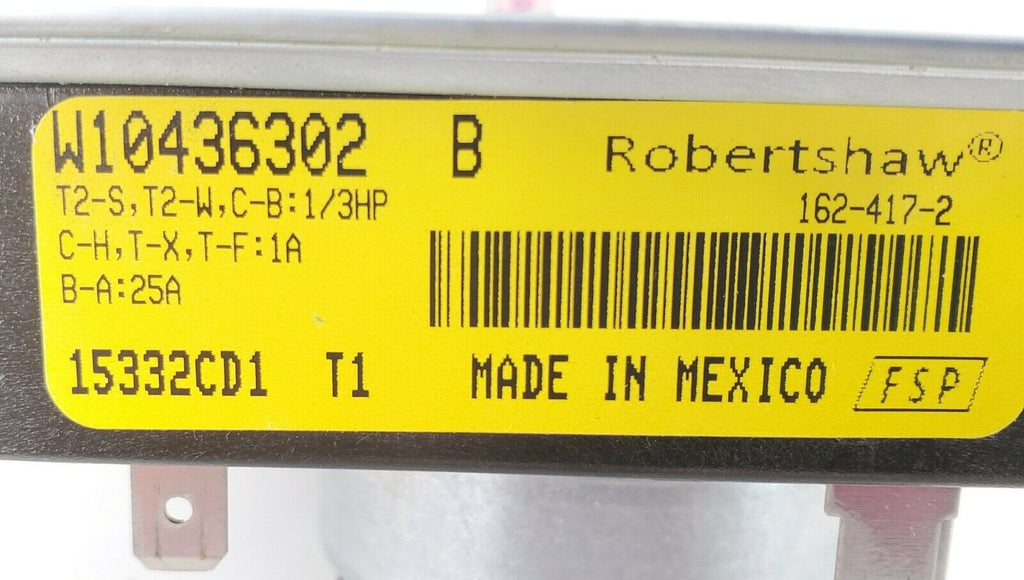 W10436302 B Robertshaw®
T2-S,T2-W,C-B:1/3HP 162-417-2
C-H,T-X,T-F:1A
B-A:25A
15332CD1 T1 MADE IN MEXICO FSP